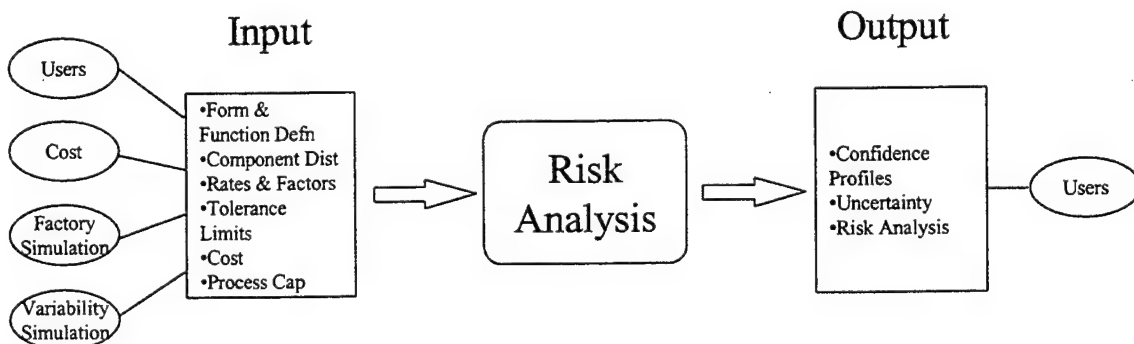 Input
Users
Cost
Factory
Simulation
Variability
Simulation
•Form &
Function Defn
•Component Dist
•Rates & Factors
•Tolerance
Limits
•Cost
•Process Cap
Risk
Analysis
Output
•Confidence
Profiles
•Uncertainty
•Risk Analysis
Users